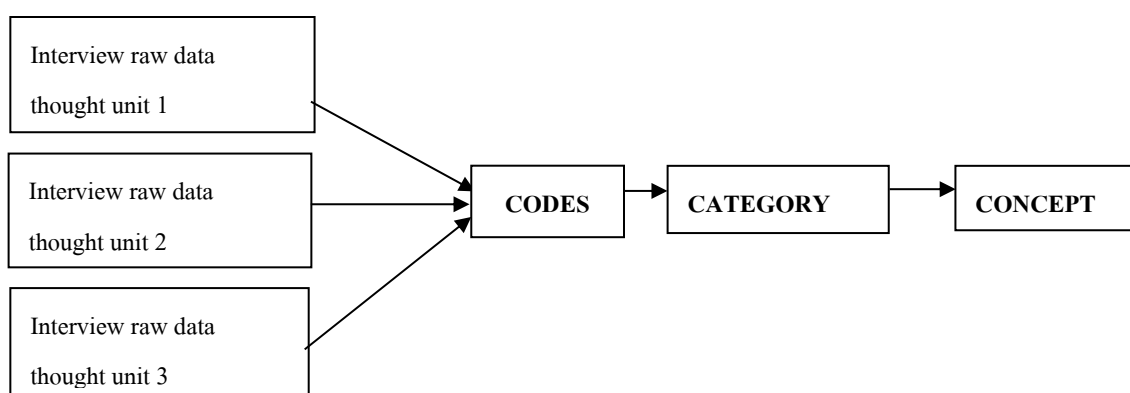 Interview raw data
thought unit 1
Interview raw data
thought unit 2
Interview raw data
thought unit 3
CODES
CATEGORY
CONCEPT